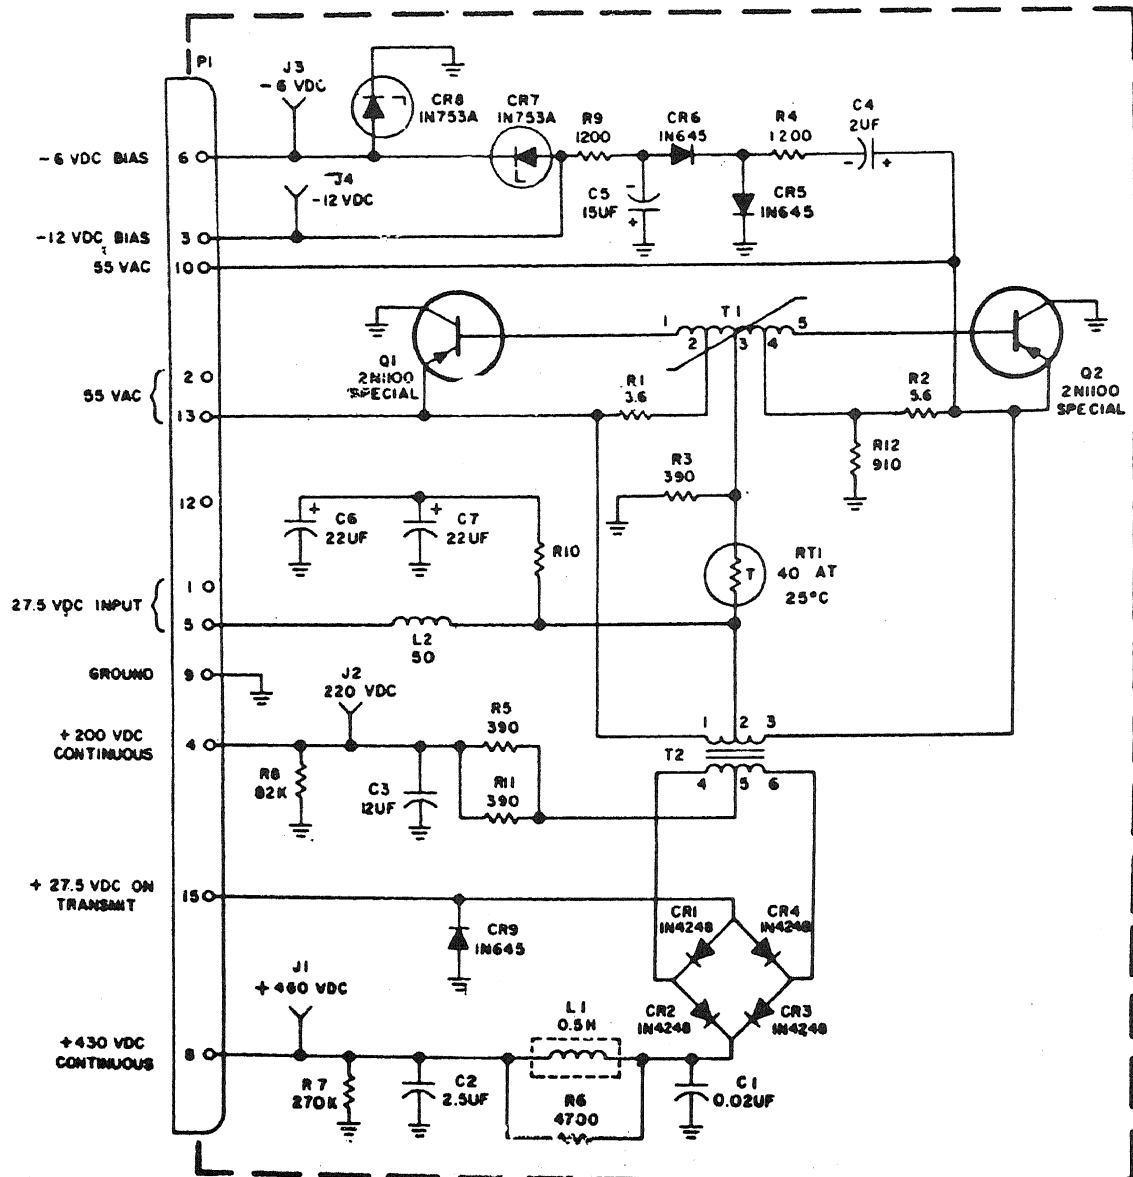 P1
J3
-6 VDC
CR8
1N753A
CR7
1N753A
R9
1200
CR6
1N645
R4
1200
C4
2UF
- +
-6 VDC BIAS
6
J4
-12 VDC
C5
15UF
-
+
CR5
1N645
-12 VDC BIAS
3
55 VAC
10
T1
1
2
3
4
5
Q1
2N1100
SPECIAL
Q2
2N1100
SPECIAL
55 VAC
2
13
R1
3.6
R2
5.6
R12
910
R3
390
12
+
C6
22UF
+
C7
22UF
R10
T
RT1
40 AT
25°C
27.5 VDC INPUT
1
5
L2
50
GROUND
9
J2
220 VDC
R5
390
1 2 3
T2
4 5 6
+200 VDC
CONTINUOUS
4
R8
82K
C3
12UF
R11
390
+ 27.5 VDC ON
TRANSMIT
15
CR9
1N645
CR1
1N4248
CR4
1N4248
CR2
1N4248
CR3
1N4248
J1
+ 460 VDC
L1
0.5H
+430 VDC
CONTINUOUS
8
R7
270K
C2
2.5UF
R6
4700
C1
0.02UF